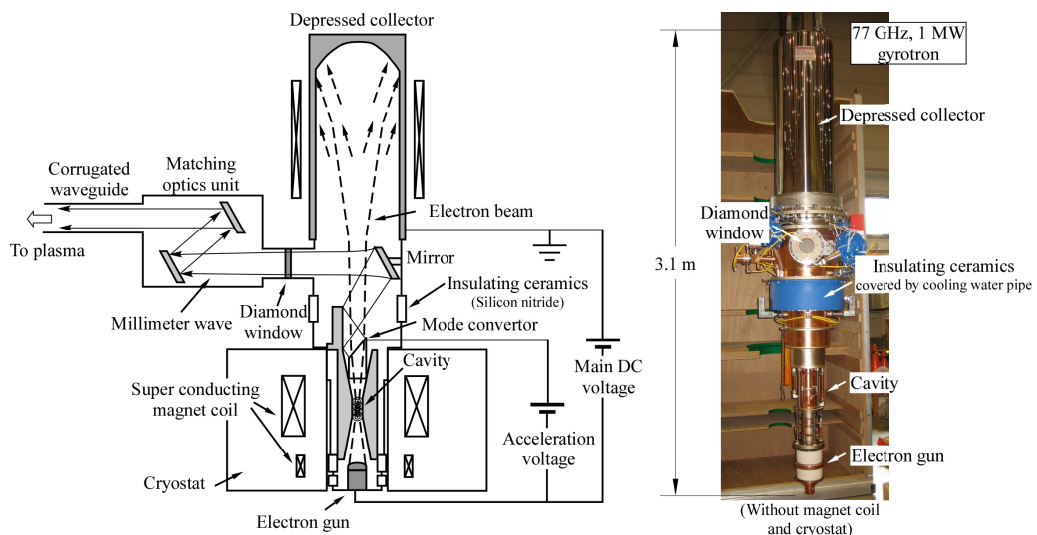 Depressed collector
Corrugated
waveguide
Matching
optics unit
To plasma
Millimeter wave
Diamond
window
Electron beam
Mirror
Insulating ceramics
(Silicon nitride)
Mode convertor
Cavity
Super conducting
magnet coil
Cryostat
Electron gun
Acceleration
voltage
Main DC
voltage
77 GHz, 1 MW
gyrotron
3.1 m
Depressed collector
Diamond
window
Insulating ceramics
covered by cooling water pipe
Cavity
Electron gun
(Without magnet coil
and cryostat)